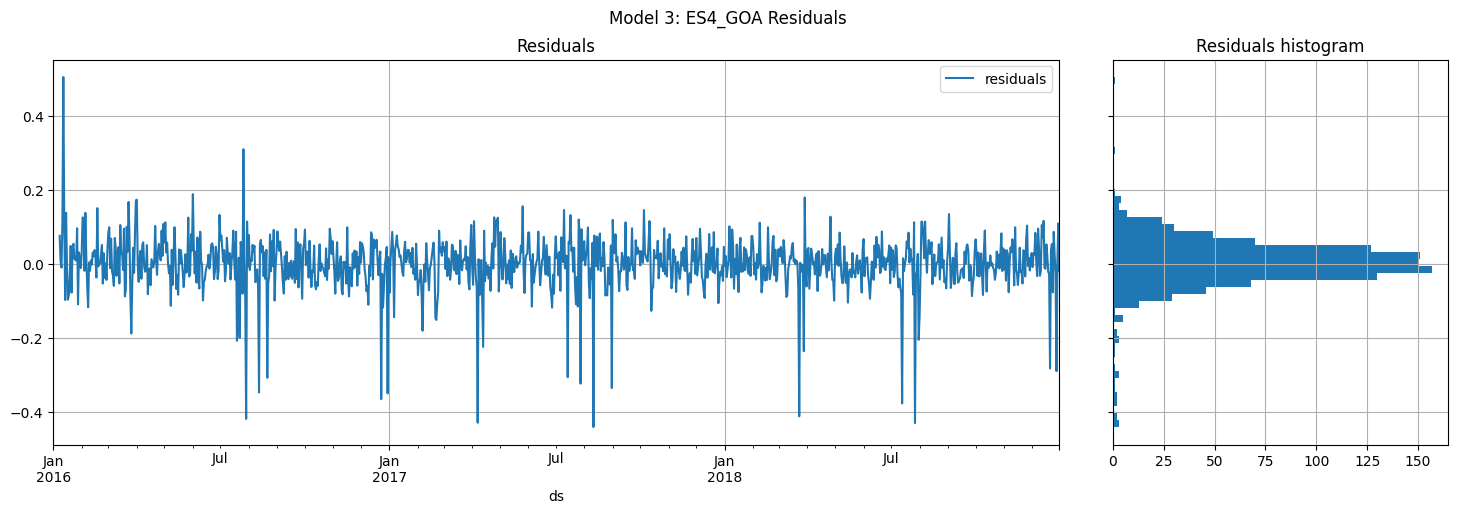 Model 3: ES4_GOA Residuals
Residuals
residuals
0.4
0.2
0.0
−0.2
−0.4
Jan
2016
Jul
Jan
2017
Jul
Jan
2018
Jul
ds
Residuals histogram
0 25 50 75 100 125 150